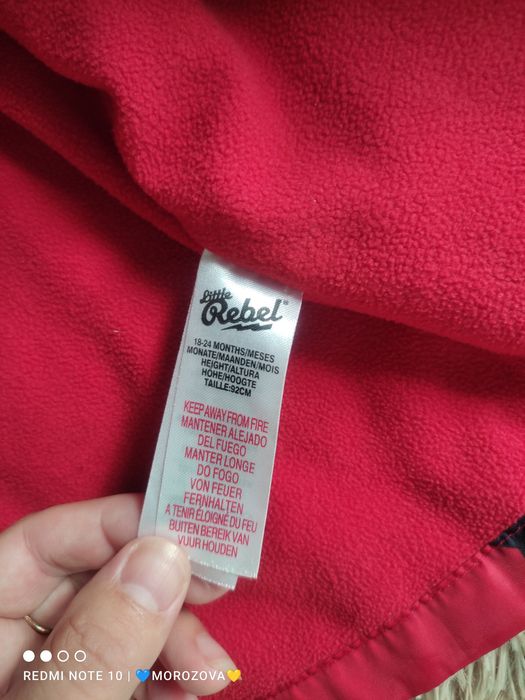 Little
Rebel™
18-24 MONTHS/MESES
MONATE/MAANDEN/MOIS
HEIGHT/ALTURA
HÖHE/HOOGTE
TAILLE:92CM
KEEP AWAY FROM FIRE
MANTENER ALEJADO
DEL FUEGO
MANTER LONGE
DO FOGO
VON FEUER
FERNHALTEN
A TENIR ÉLOIGNÉ DU FEU
BUITEN BEREIK VAN
VUUR HOUDEN
REDMI NOTE 10 | 💙MOROZOVA💛